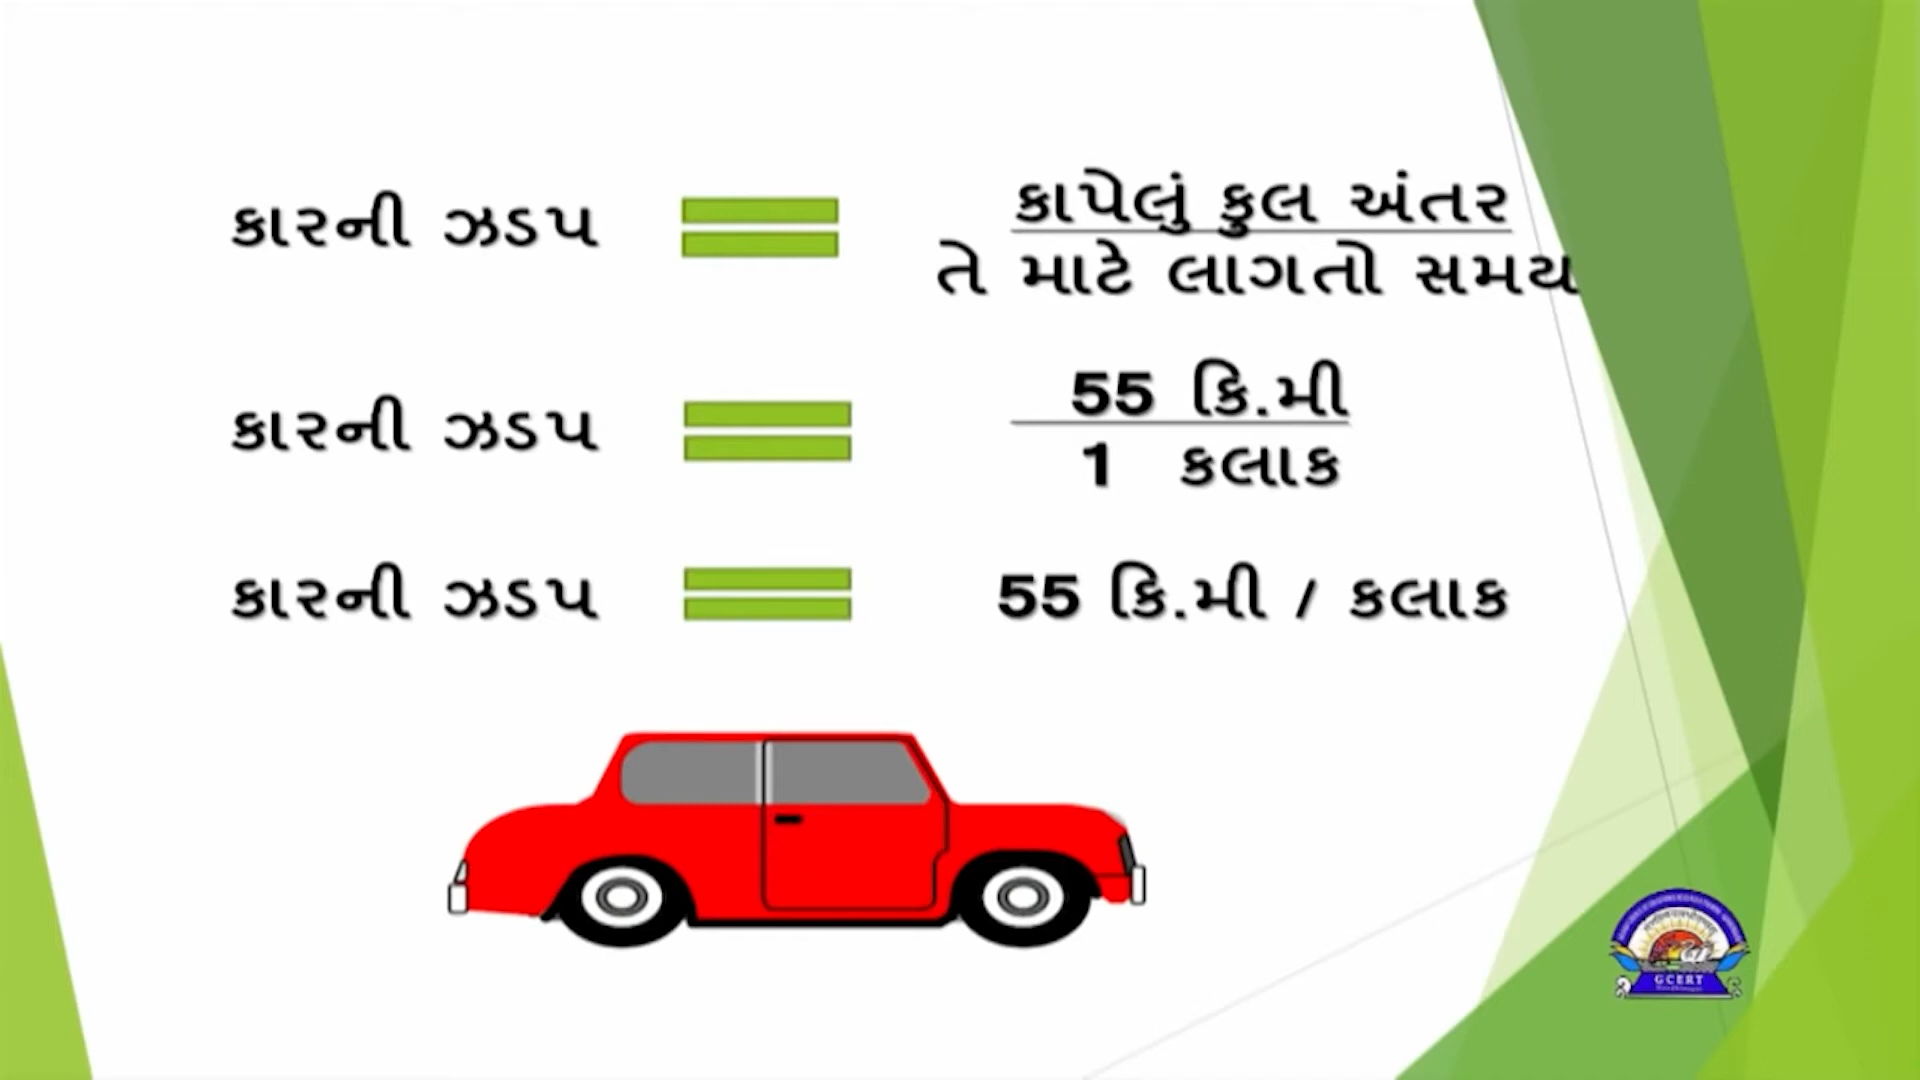 કારની ઝડપ = કાપેલું કુલ અંતર
તે માટે લાગતો સમય
કારની ઝડપ = 55 કિ.મી
1 કલાક
કારની ઝડપ = 55 કિ.મી / કલાક
GCERT